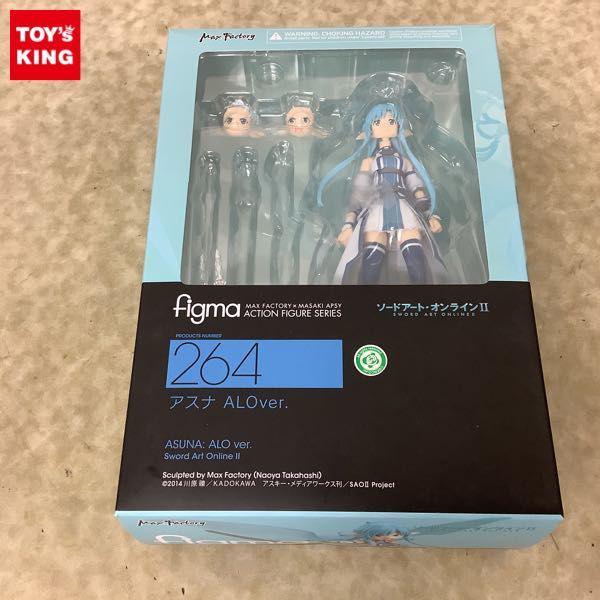 TOY'S
KING
Max Factory
WARNING: CHOKING HAZARD
figma
MAX FACTORY × MASAKI APSY
ACTION FIGURE SERIES
ソードアート・オンラインII
SWORD ART ONLINE II
PRODUCTS NUMBER
264
アスナ ALOver.
ASUNA: ALO ver.
Sword Art Online II
Sculpted by Max Factory (Naoya Takahashi)
©2014 川原 礫／KADOKAWA アスキー・メディアワークス刊／SAOⅡ Project
Max Factory